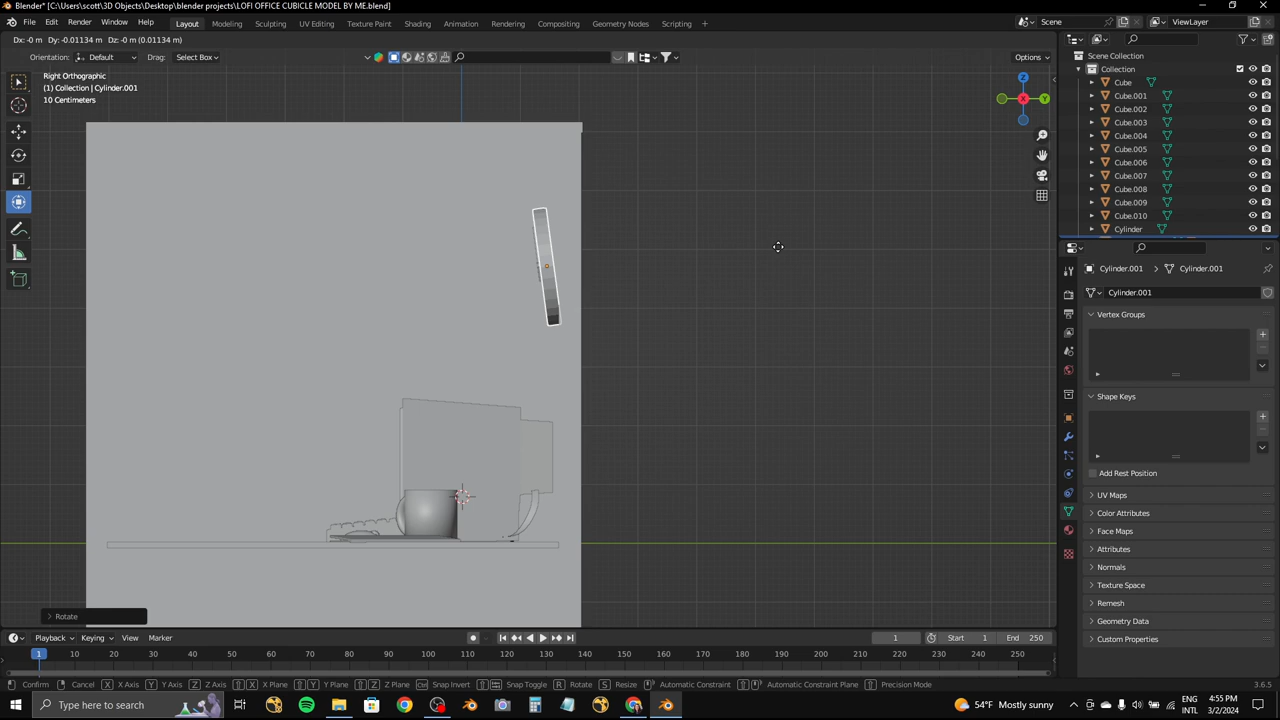 Blender* [C:\Users\scott\3D Objects\Desktop\blender projects\LOFI OFFICE CUBICLE MODEL BY ME.blend]
File Edit Render Window Help Layout Modeling Sculpting UV Editing Texture Paint Shading Animation Rendering Compositing Geometry Nodes Scripting + Scene ViewLayer
Dx: -0 m Dy: -0.01134 m Dz: -0 m (0.01134 m)
Orientation: Default Drag: Select Box Options
Right Orthographic
(1) Collection | Cylinder.001
10 Centimeters
Z
Y
X
Scene Collection
Collection
Cube
Cube.001
Cube.002
Cube.003
Cube.004
Cube.005
Cube.006
Cube.007
Cube.008
Cube.009
Cube.010
Cylinder
Cylinder.001 > Cylinder.001
Cylinder.001
Vertex Groups
Shape Keys
Add Rest Position
UV Maps
Color Attributes
Face Maps
Attributes
Normals
Texture Space
Remesh
Geometry Data
Custom Properties
Rotate
Playback Keying View Marker 1 Start 1 End 250
1 10 20 30 40 50 60 70 80 90 100 110 120 130 140 150 160 170 180 190 200 210 220 230 240 250
Confirm Cancel X X Axis Y Y Axis Z Z Axis X X Plane Y Y Plane Z Z Plane Ctrl Snap Invert Snap Toggle R Rotate S Resize Automatic Constraint Automatic Constraint Plane Precision Mode 3.6.5
Type here to search 54°F Mostly sunny ENG INTL 4:55 PM 3/2/2024